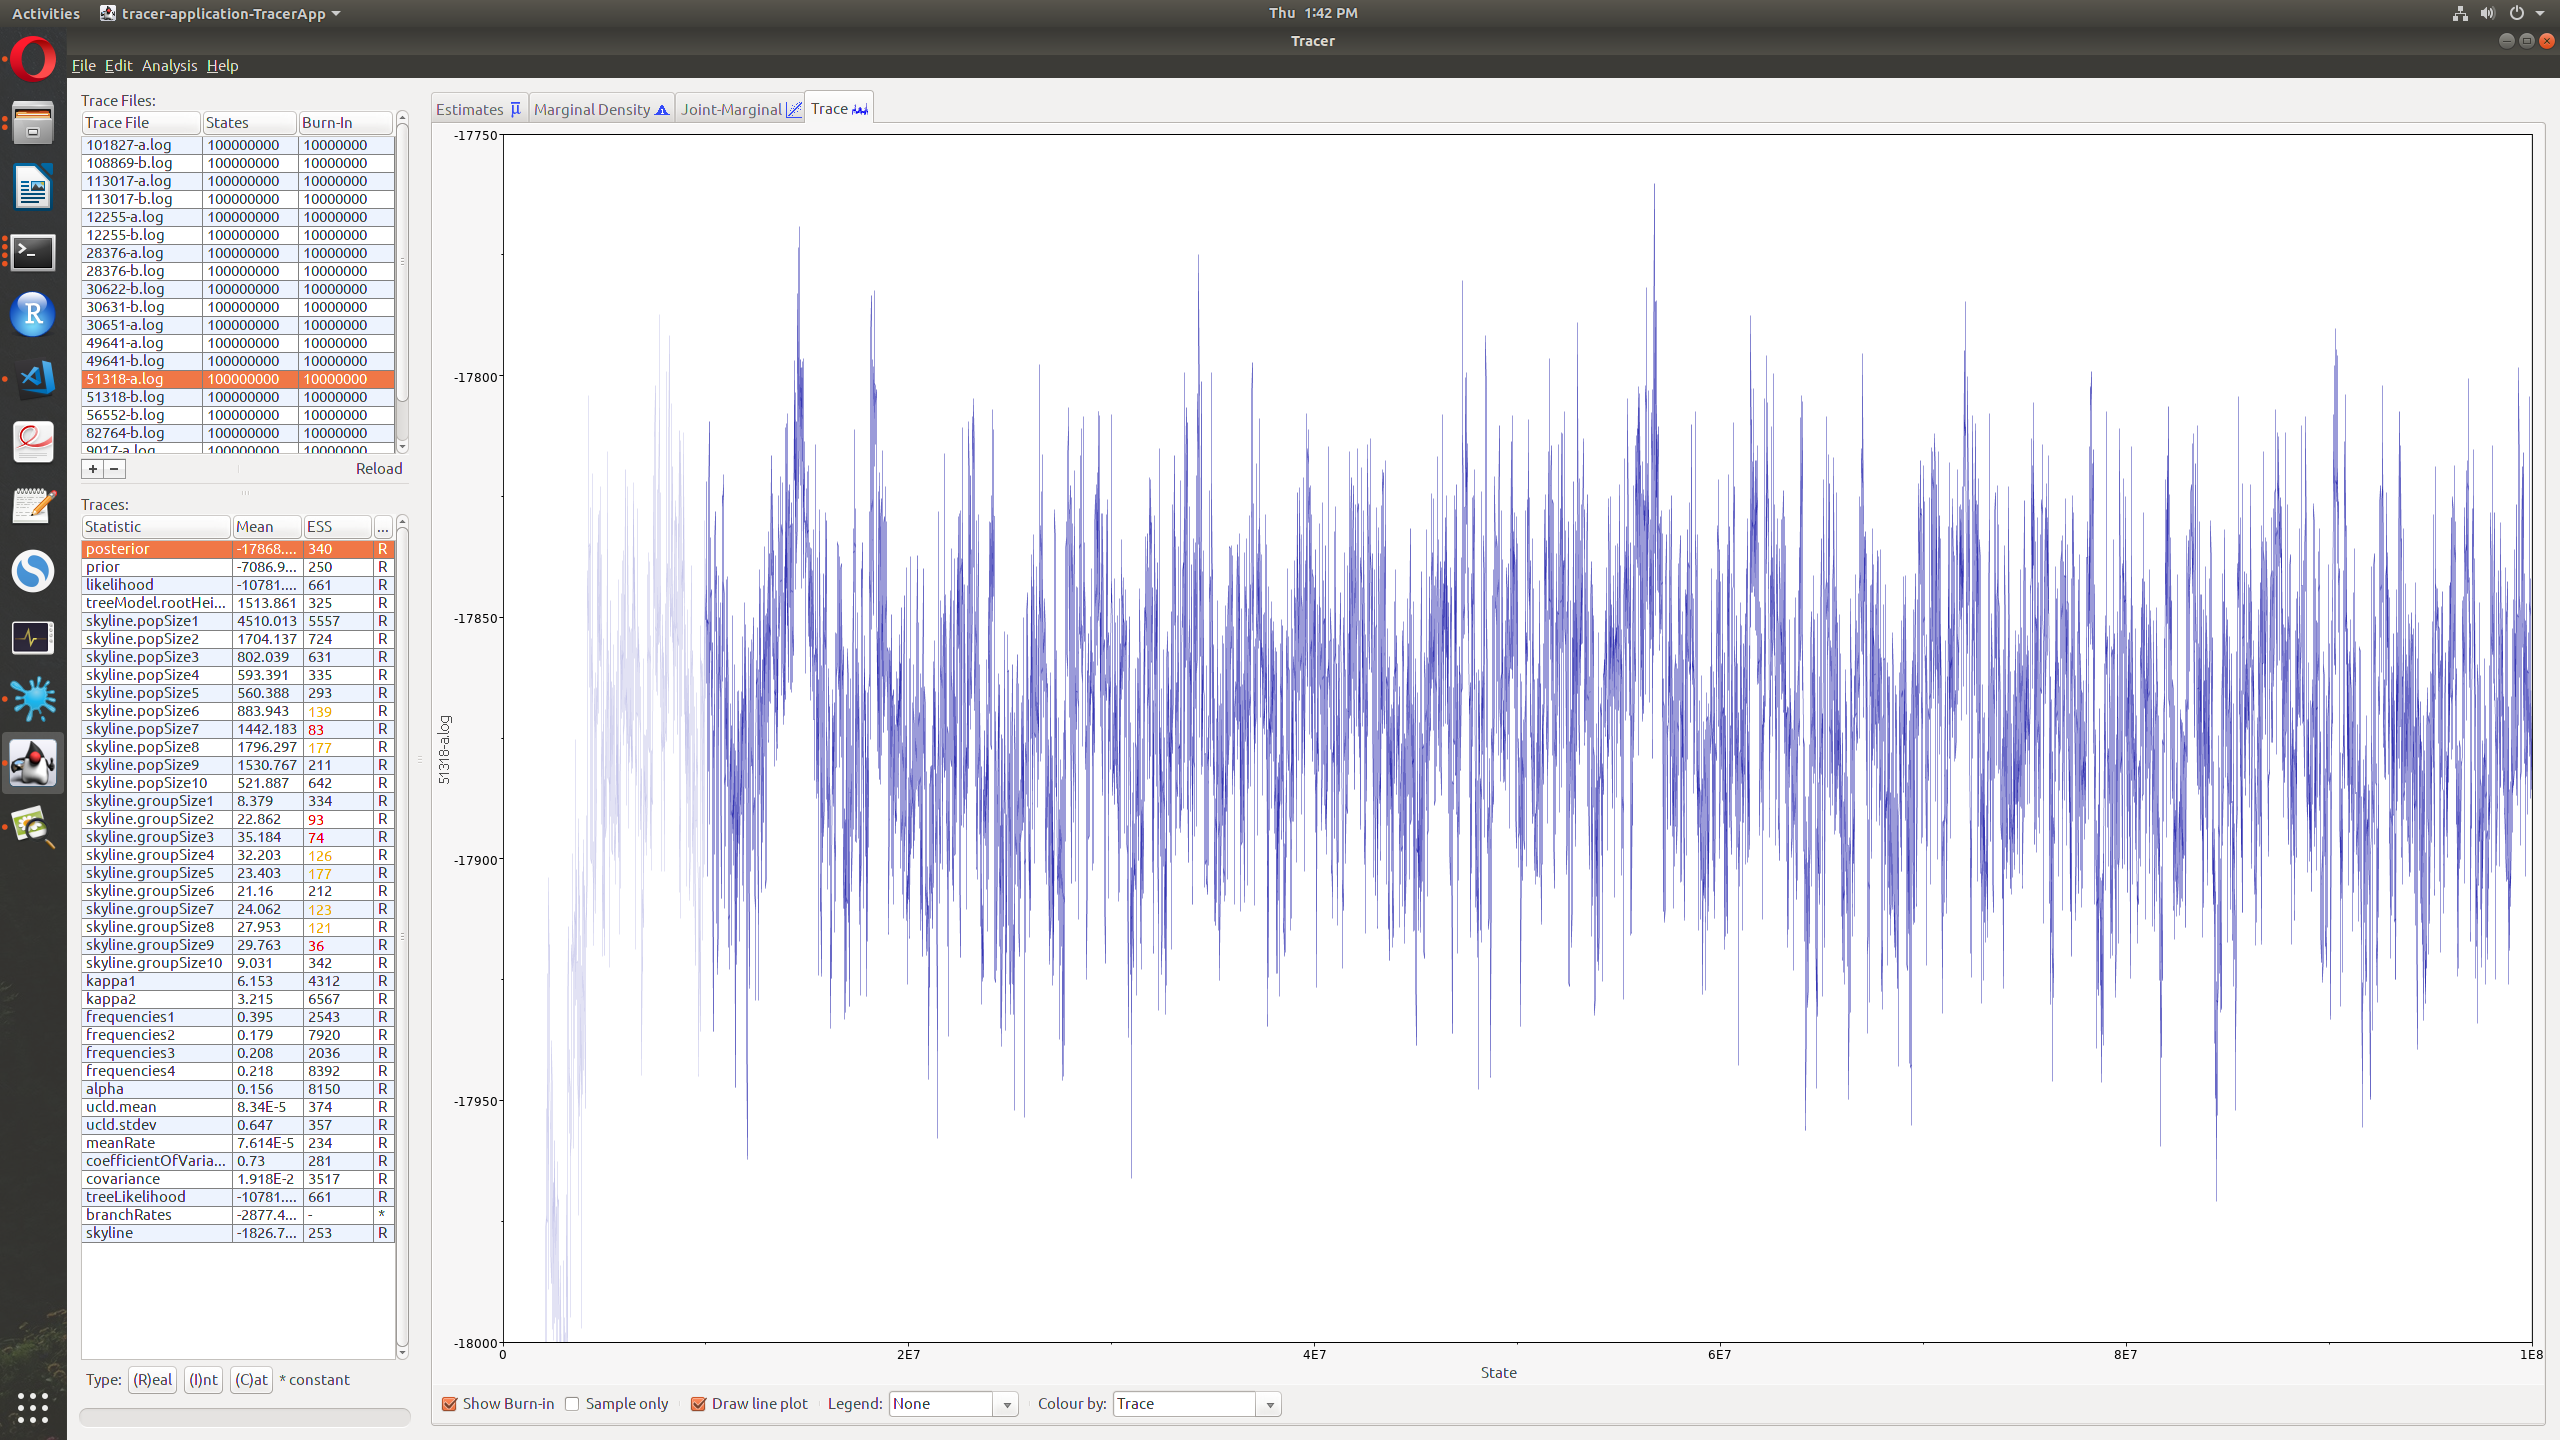 Activities tracer-application-TracerApp Thu 1:42 PM
Tracer
File Edit Analysis Help
Trace Files:
Trace File States Burn-In
101827-a.log 100000000 10000000
108869-b.log 100000000 10000000
113017-a.log 100000000 10000000
113017-b.log 100000000 10000000
12255-a.log 100000000 10000000
12255-b.log 100000000 10000000
28376-a.log 100000000 10000000
28376-b.log 100000000 10000000
30622-b.log 100000000 10000000
30631-b.log 100000000 10000000
30651-a.log 100000000 10000000
49641-a.log 100000000 10000000
49641-b.log 100000000 10000000
51318-a.log 100000000 10000000
51318-b.log 100000000 10000000
56552-b.log 100000000 10000000
82764-b.log 100000000 10000000
9017-a.log 100000000 10000000
+ − Reload
Traces:
Statistic Mean ESS ...
posterior -17868.... 340 R
prior -7086.9... 250 R
likelihood -10781.... 661 R
treeModel.rootHei... 1513.861 325 R
skyline.popSize1 4510.013 5557 R
skyline.popSize2 1704.137 724 R
skyline.popSize3 802.039 631 R
skyline.popSize4 593.391 335 R
skyline.popSize5 560.388 293 R
skyline.popSize6 883.943 139 R
skyline.popSize7 1442.183 83 R
skyline.popSize8 1796.297 177 R
skyline.popSize9 1530.767 211 R
skyline.popSize10 521.887 642 R
skyline.groupSize1 8.379 334 R
skyline.groupSize2 22.862 93 R
skyline.groupSize3 35.184 74 R
skyline.groupSize4 32.203 126 R
skyline.groupSize5 23.403 177 R
skyline.groupSize6 21.16 212 R
skyline.groupSize7 24.062 123 R
skyline.groupSize8 27.953 121 R
skyline.groupSize9 29.763 36 R
skyline.groupSize10 9.031 342 R
kappa1 6.153 4312 R
kappa2 3.215 6567 R
frequencies1 0.395 2543 R
frequencies2 0.179 7920 R
frequencies3 0.208 2036 R
frequencies4 0.218 8392 R
alpha 0.156 8150 R
ucld.mean 8.34E-5 374 R
ucld.stdev 0.647 357 R
meanRate 7.614E-5 234 R
coefficientOfVaria... 0.73 281 R
covariance 1.918E-2 3517 R
treeLikelihood -10781.... 661 R
branchRates -2877.4... - *
skyline -1826.7... 253 R
Type: (R)eal (I)nt (C)at * constant
Estimates µ Marginal Density Joint-Marginal Trace
-17750
-17800
-17850
-17900
-17950
-18000
51318-a.log
0 2E7 4E7 6E7 8E7 1E8
State
Show Burn-in Sample only Draw line plot Legend: None Colour by: Trace